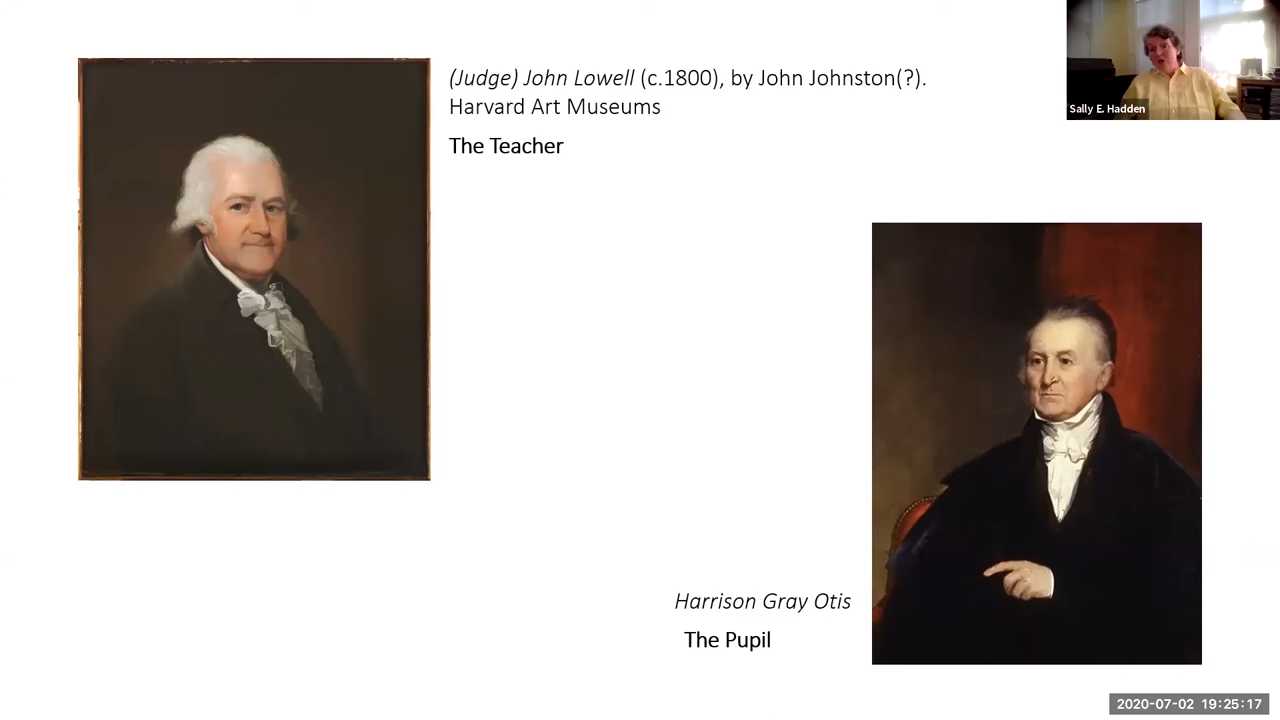 (Judge) John Lowell (c.1800), by John Johnston(?).
Harvard Art Museums
The Teacher
Sally E. Hadden
Harrison Gray Otis
The Pupil
2020-07-02 19:25:17